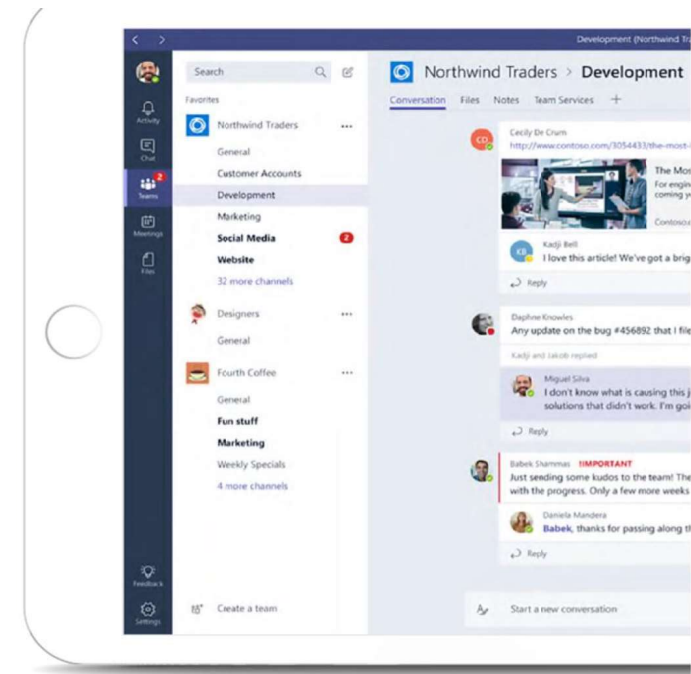 Development (Northwind Tra
Activity
Chat
2
Teams
Meetings
Files
Feedback
Settings
Search
Favorites
Northwind Traders
General
Customer Accounts
Development
Marketing
Social Media 2
Website
32 more channels
Designers
General
Fourth Coffee
General
Fun stuff
Marketing
Weekly Specials
4 more channels
Create a team
Northwind Traders > Development
Conversation Files Notes Team Services +
CD
Cecily De Crum
http://www.contoso.com/3054433/the-most-
The Mos
For engin
coming y
Contoso.
KB
Kadji Bell
I love this article! We've got a brig
Reply
Daphne Knowles
Any update on the bug #456892 that I file
Kadji and Jakob replied
Miguel Silva
I don't know what is causing this j
solutions that didn't work. I'm goi
Reply
Babek Shammas !IMPORTANT
Just sending some kudos to the team! The
with the progress. Only a few more weeks
Daniela Mandera
Babek, thanks for passing along th
Reply
Start a new conversation